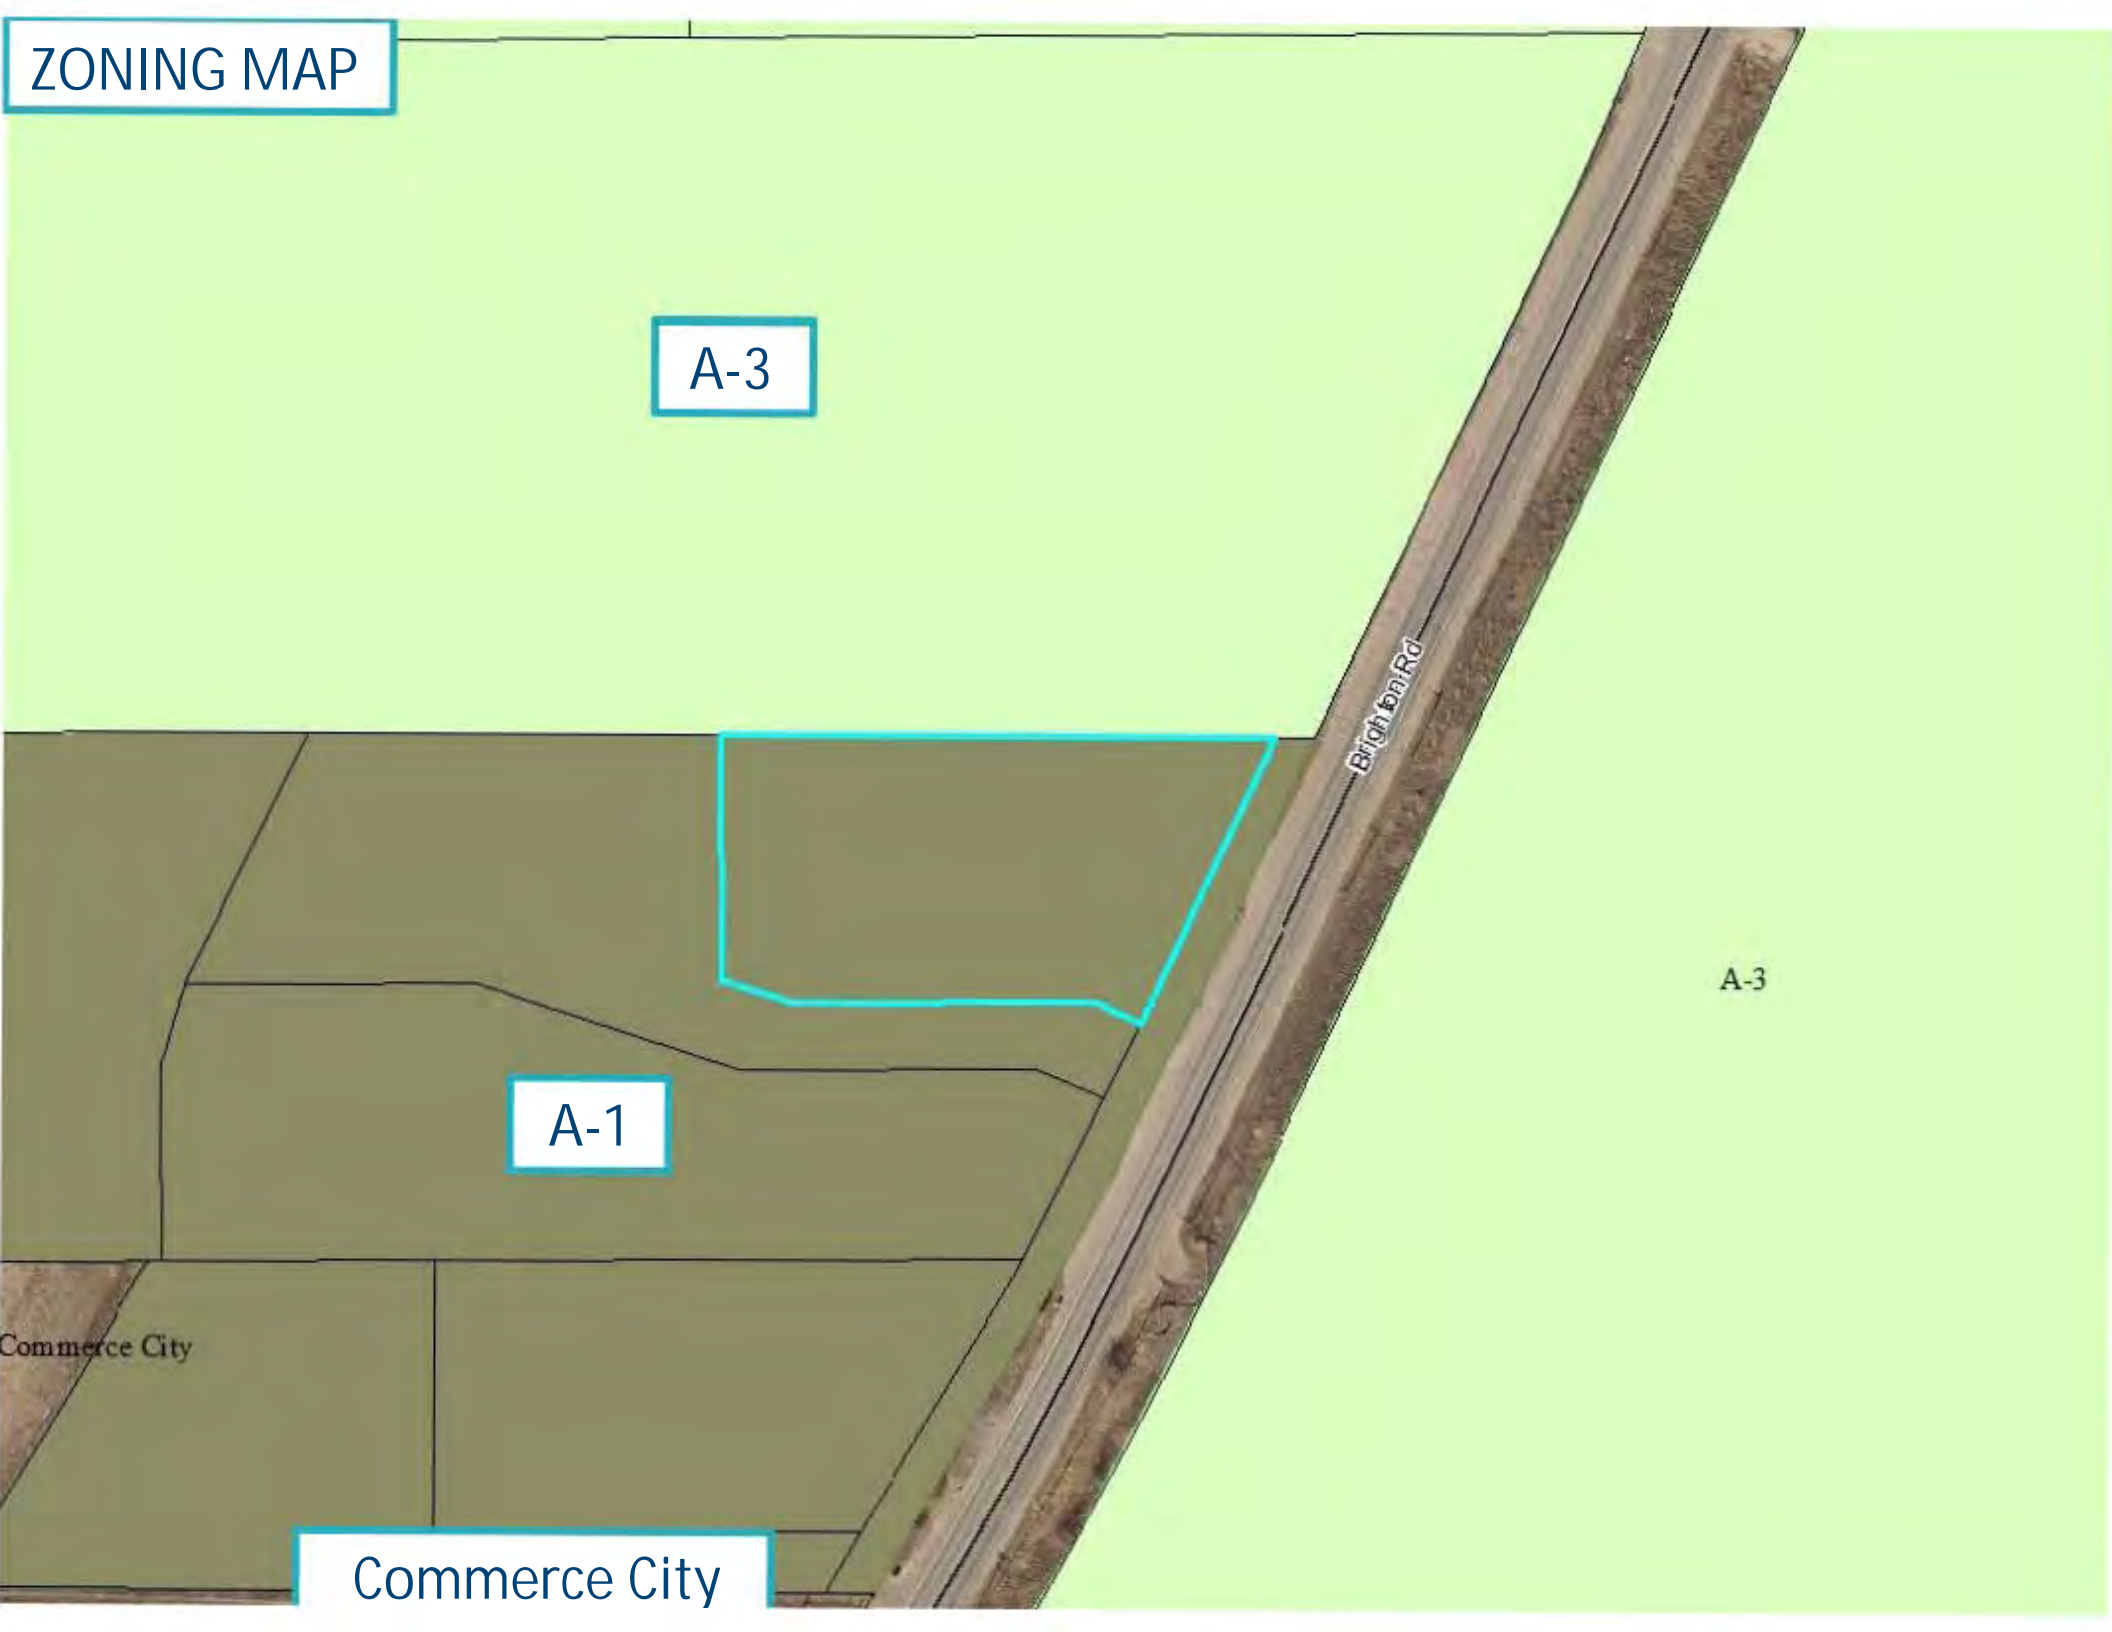 ZONING MAP
A-3
Brighton Rd
A-3
A-1
Commerce City
Commerce City